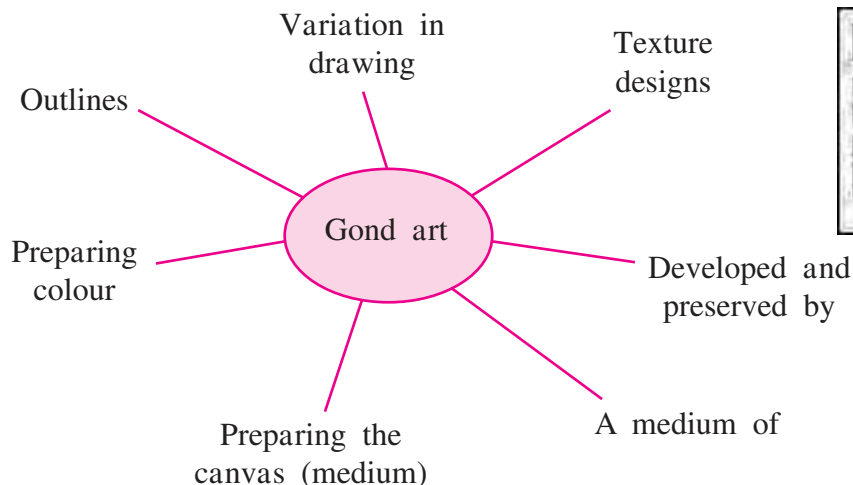 Variation in
drawing
Texture
designs
Outlines
Gond art
Preparing
colour
Developed and
preserved by
A medium of
Preparing the
canvas (medium)